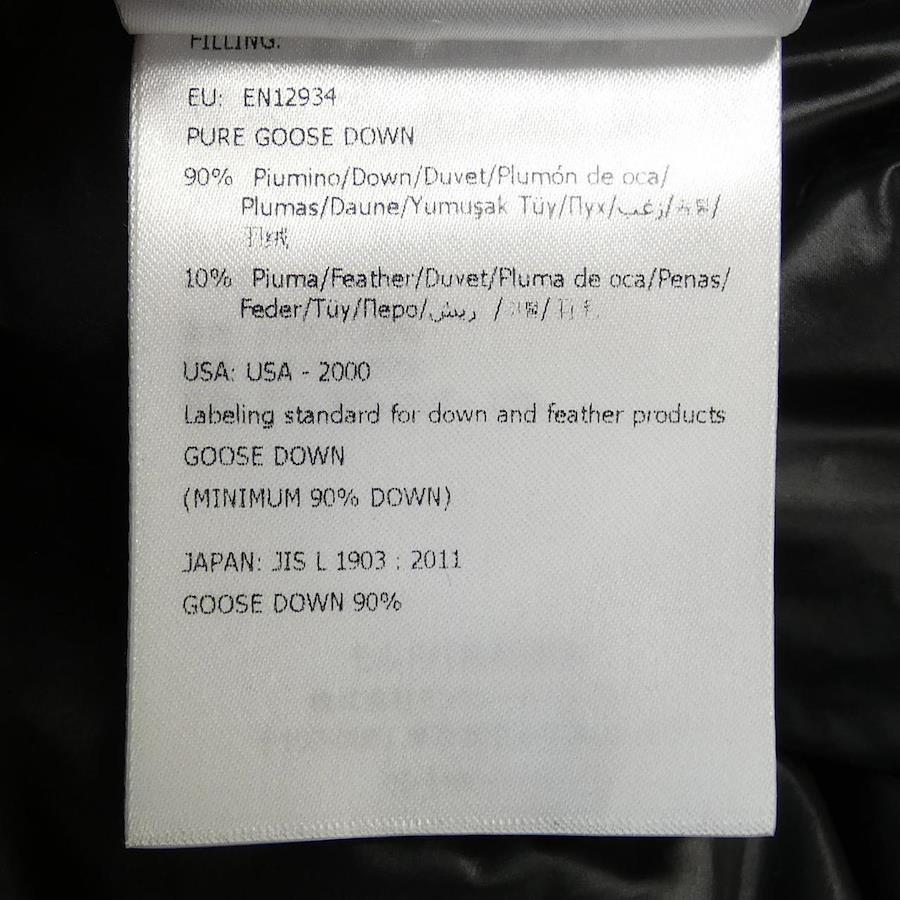 FILLING:
EU: EN12934
PURE GOOSE DOWN
90% Piumino/Down/Duvet/Plumón de oca/
Plumas/Daune/Yumuşak Tüy/Пух/زغب/
10% Piuma/Feather/Duvet/Pluma de oca/Penas/
Feder/Tüy/Перо/ريش/
USA: USA - 2000
Labeling standard for down and feather products
GOOSE DOWN
(MINIMUM 90% DOWN)
JAPAN: JIS L 1903 : 2011
GOOSE DOWN 90%